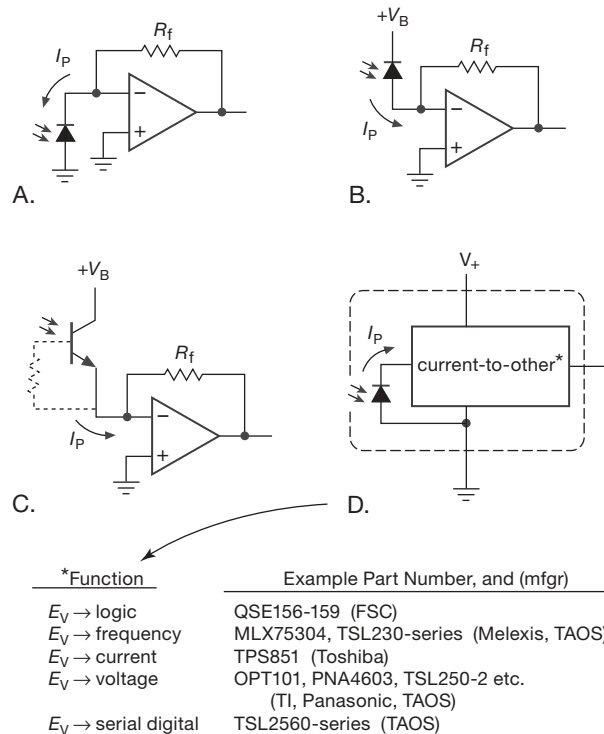 R_f
I_P
−
+
A.
+V_B
R_f
I_P
−
+
B.
+V_B
R_f
I_P
−
+
C.
V_+
I_P
current-to-other*
D.
*Function Example Part Number, and (mfgr)
E_V → logic QSE156-159 (FSC)
E_V → frequency MLX75304, TSL230-series (Melexis, TAOS)
E_V → current TPS851 (Toshiba)
E_V → voltage OPT101, PNA4603, TSL250-2 etc.
(TI, Panasonic, TAOS)
E_V → serial digital TSL2560-series (TAOS)